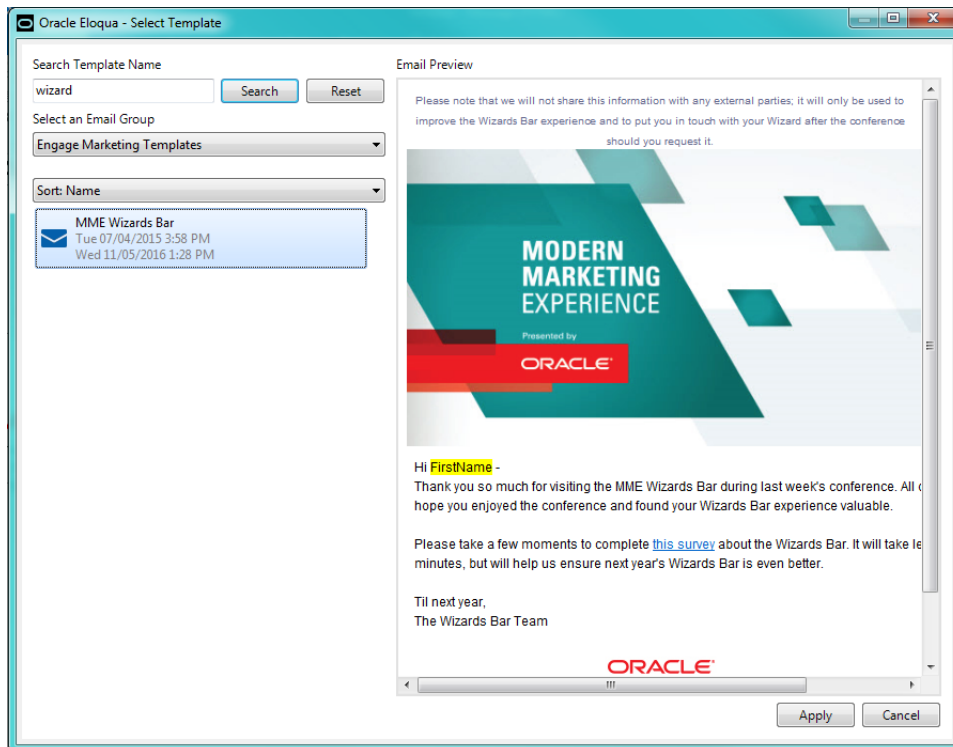 Oracle Eloqua - Select Template
Search Template Name
wizard
Search
Reset
Select an Email Group
Engage Marketing Templates
Sort: Name
MME Wizards Bar
Tue 07/04/2015 3:58 PM
Wed 11/05/2016 1:28 PM
Email Preview
Please note that we will not share this information with any external parties; it will only be used to
improve the Wizards Bar experience and to put you in touch with your Wizard after the conference
should you request it.
MODERN
MARKETING
EXPERIENCE
Presented by
ORACLE
Hi FirstName -
Thank you so much for visiting the MME Wizards Bar during last week's conference. All
hope you enjoyed the conference and found your Wizards Bar experience valuable.
Please take a few moments to complete this survey about the Wizards Bar. It will take
minutes, but will help us ensure next year's Wizards Bar is even better.
Til next year,
The Wizards Bar Team
ORACLE
Apply
Cancel